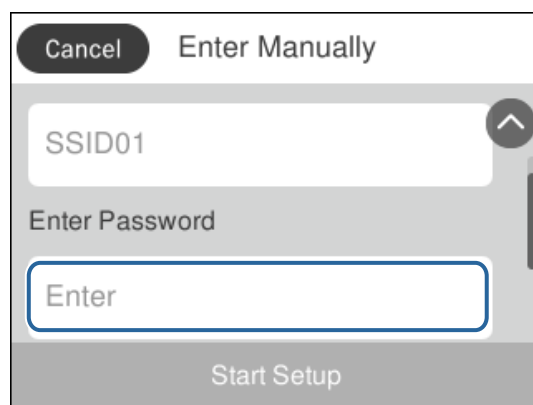 Cancel Enter Manually
SSID01
Enter Password
Enter
Start Setup